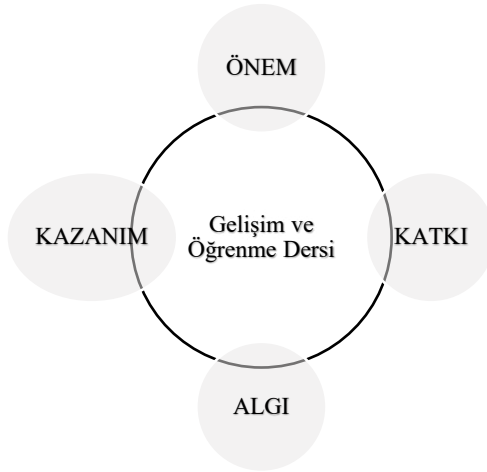 ÖNEM
KAZANIM
Gelişim ve
Öğrenme Dersi
KATKI
ALGI